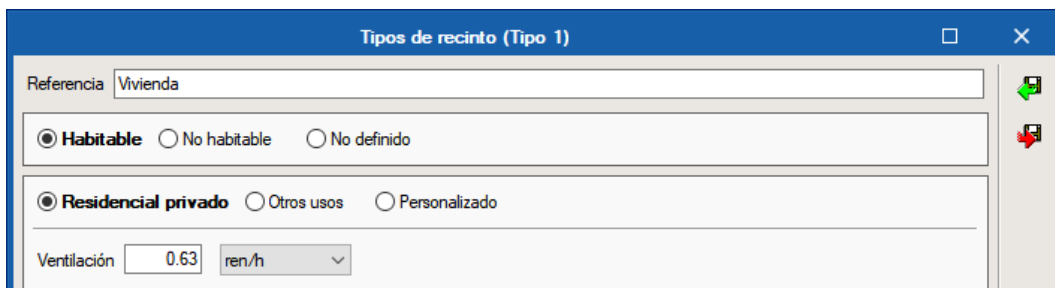 Tipos de recinto (Tipo 1)
Referencia Vivienda
Habitable No habitable No definido
Residencial privado Otros usos Personalizado
Ventilación 0.63 ren/h